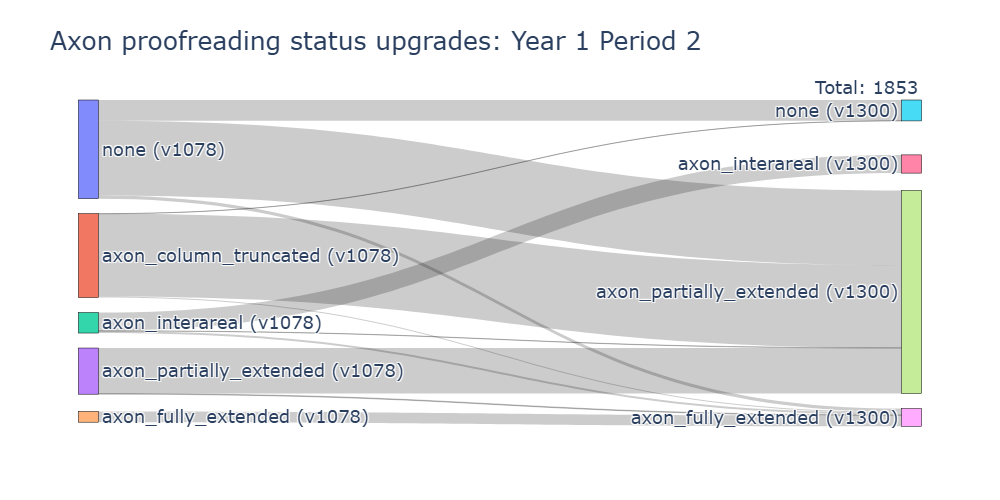 Axon proofreading status upgrades: Year 1 Period 2
Total: 1853
none (v1300)
none (v1078)
axon_interareal (v1300)
axon_column_truncated (v1078)
axon_partially_extended (v1300)
axon_interareal (v1078)
axon_partially_extended (v1078)
axon_fully_extended (v1078)
axon_fully_extended (v1300)